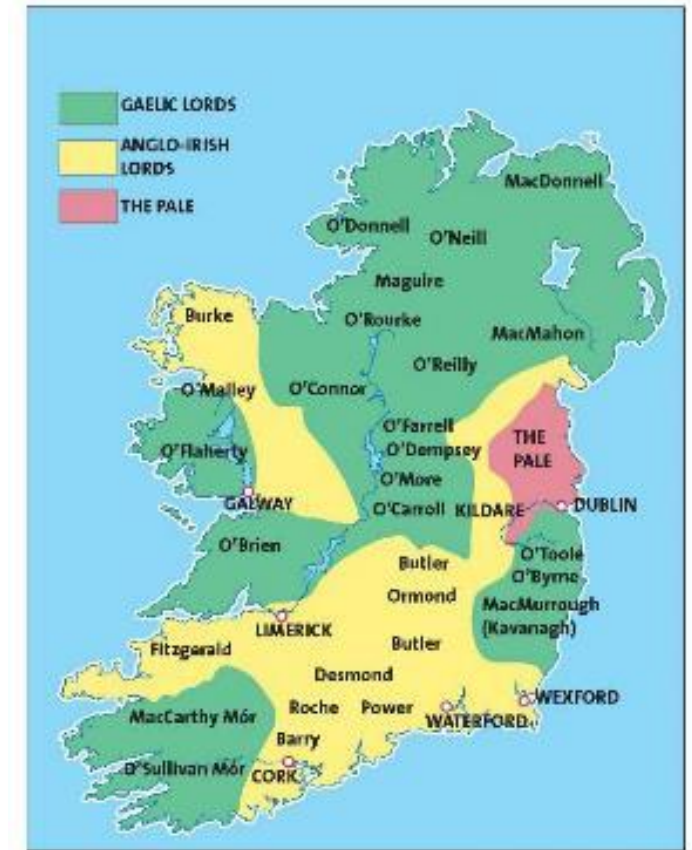 GAELIC LORDS
ANGLO-IRISH
LORDS
THE PALE
MacDonnell
O'Donnell
O'Neill
Maguire
Burke
O'Rourke
MacMahon
O'Reilly
O'Malley
O'Connor
O'Farrell
THE
PALE
O'Flaherty
O'Dempsey
O'More
GALWAY
O'Carroll
KILDARE
DUBLIN
O'Brien
O'Toole
Butler
O'Byrne
Ormond
MacMurrough
(Kavanagh)
LIMERICK
Fitzgerald
Butler
Desmond
WEXFORD
Roche
Power
MacCarthy Mór
WATERFORD
Barry
O'Sullivan Mór
CORK